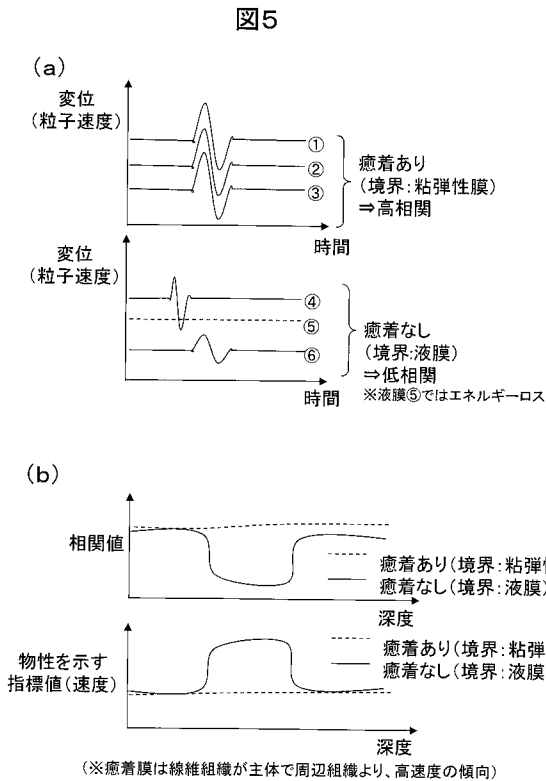 図5
(a)
変位
(粒子速度)
①
②
③
癒着あり
(境界:粘弾性膜)
⇒高相関
時間
変位
(粒子速度)
④
⑤
⑥
癒着なし
(境界:液膜)
⇒低相関
※液膜⑤ではエネルギーロス
時間
(b)
相関値
癒着あり(境界:粘弾
癒着なし(境界:液膜)
深度
物性を示す
指標値(速度)
癒着あり(境界:粘弾
癒着なし(境界:液膜
深度
(※癒着膜は線維組織が主体で周辺組織より、高速度の傾向)